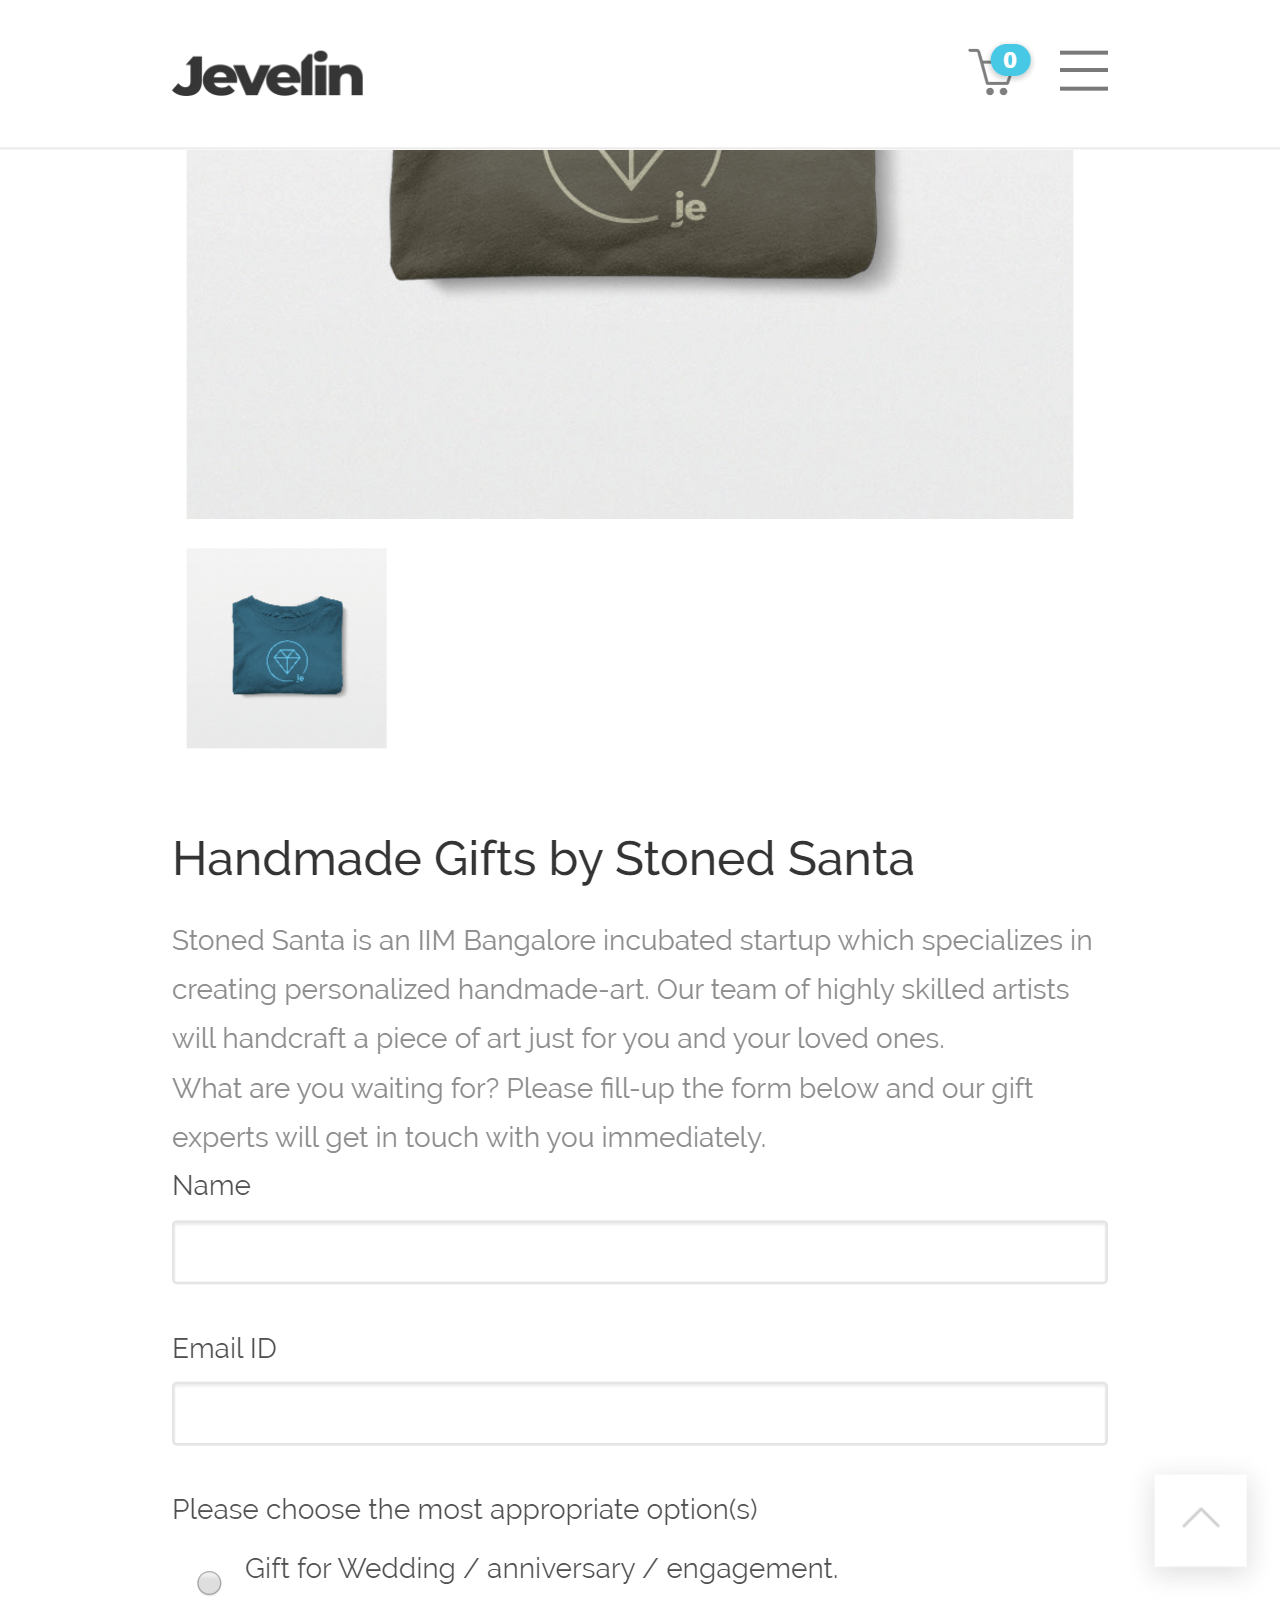 Jevelin
0
je
je
Handmade Gifts by Stoned Santa
Stoned Santa is an IIM Bangalore incubated startup which specializes in
creating personalized handmade-art. Our team of highly skilled artists
will handcraft a piece of art just for you and your loved ones.
What are you waiting for? Please fill-up the form below and our gift
experts will get in touch with you immediately.
Name
Email ID
Please choose the most appropriate option(s)
Gift for Wedding / anniversary / engagement.